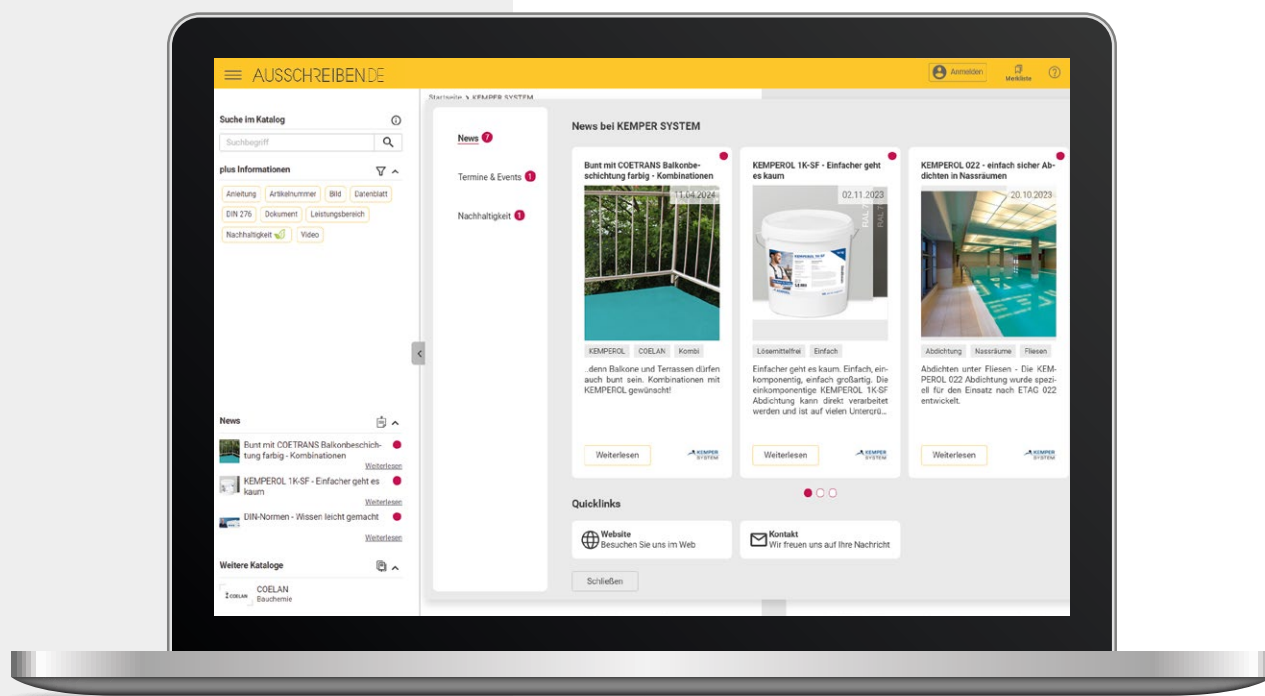 AUSSCHREIBEN.DE
Anmelden
Merkliste
Startseite > KEMPER SYSTEM
Suche im Katalog
Suchbegriff
plus Informationen
Anleitung Artikelnummer Bild Datenblatt
DIN 276 Dokument Leistungsbereich
Nachhaltigkeit Video
News
Bunt mit COETRANS Balkonbeschich-
tung farbig - Kombinationen
Weiterlesen
KEMPEROL 1K-SF - Einfacher geht es
kaum
Weiterlesen
DIN-Normen - Wissen leicht gemacht
Weiterlesen
Weitere Kataloge
COELAN
COELAN
Bauchemie
News 7
Termine & Events 1
Nachhaltigkeit 1
News bei KEMPER SYSTEM
Bunt mit COETRANS Balkonbe-
schichtung farbig - Kombinationen
11.04.2024
KEMPEROL COELAN Kombi
..denn Balkone und Terrassen dürfen
auch bunt sein. Kombinationen mit
KEMPEROL gewünscht!
Weiterlesen
KEMPER
SYSTEM
KEMPEROL 1K-SF - Einfacher geht
es kaum
02.11.2023
RAL 7
KEMPEROL 1K-SF
Lösemittelfrei Einfach
Einfacher geht es kaum. Einfach, ein-
komponentig, einfach großartig. Die
einkomponentige KEMPEROL 1K-SF
Abdichtung kann direkt verarbeitet
werden und ist auf vielen Untergrü...
Weiterlesen
KEMPER
SYSTEM
KEMPEROL 022 - einfach sicher Ab-
dichten in Nassräumen
20.10.2023
Abdichtung Nassräume Fliesen
Abdichten unter Fliesen - Die KEM-
PEROL 022 Abdichtung wurde spezi-
ell für den Einsatz nach ETAG 022
entwickelt.
Weiterlesen
KEMPER
SYSTEM
Quicklinks
Website
Besuchen Sie uns im Web
Kontakt
Wir freuen uns auf Ihre Nachricht
Schließen